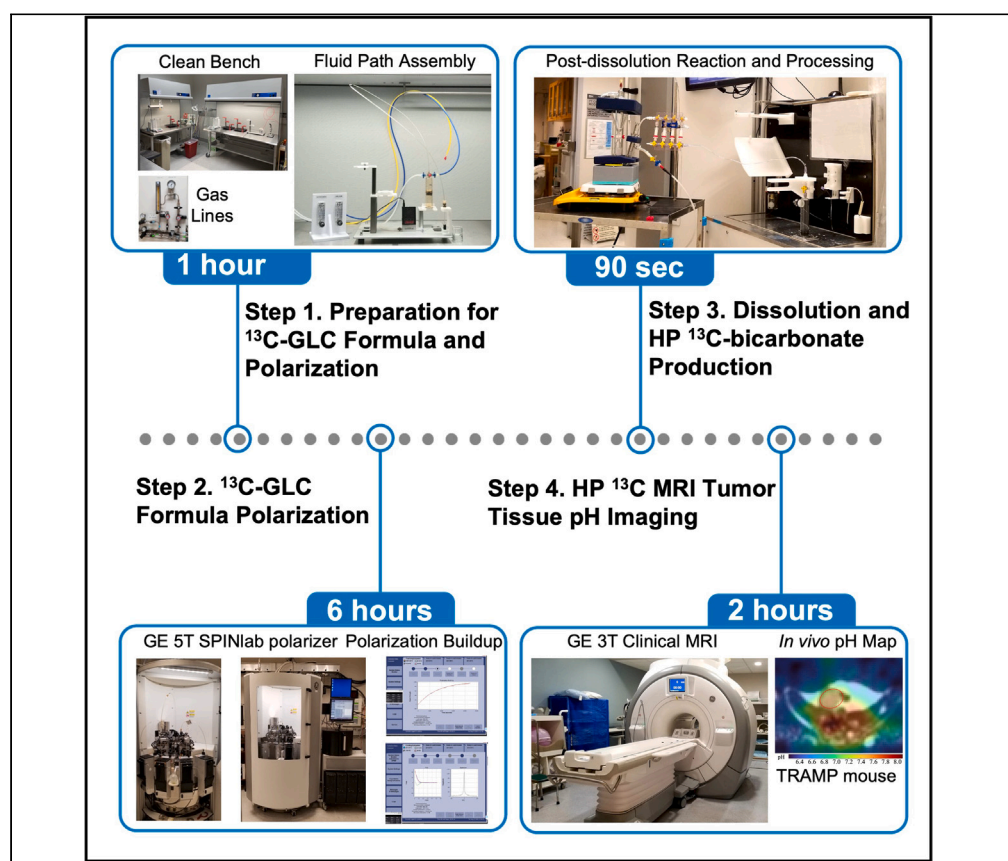 Clean Bench
Fluid Path Assembly
Gas
Lines
1 hour
Post-dissolution Reaction and Processing
90 sec
Step 1. Preparation for
¹³C-GLC Formula and
Polarization
Step 3. Dissolution and
HP ¹³C-bicarbonate
Production
Step 2. ¹³C-GLC
Formula Polarization
Step 4. HP ¹³C MRI Tumor
Tissue pH Imaging
6 hours
GE 5T SPINlab polarizer
Polarization Buildup
2 hours
GE 3T Clinical MRI
In vivo pH Map
pH
6.4 6.6 6.8 7.0 7.2 7.4 7.6 7.8 8.0
TRAMP mouse